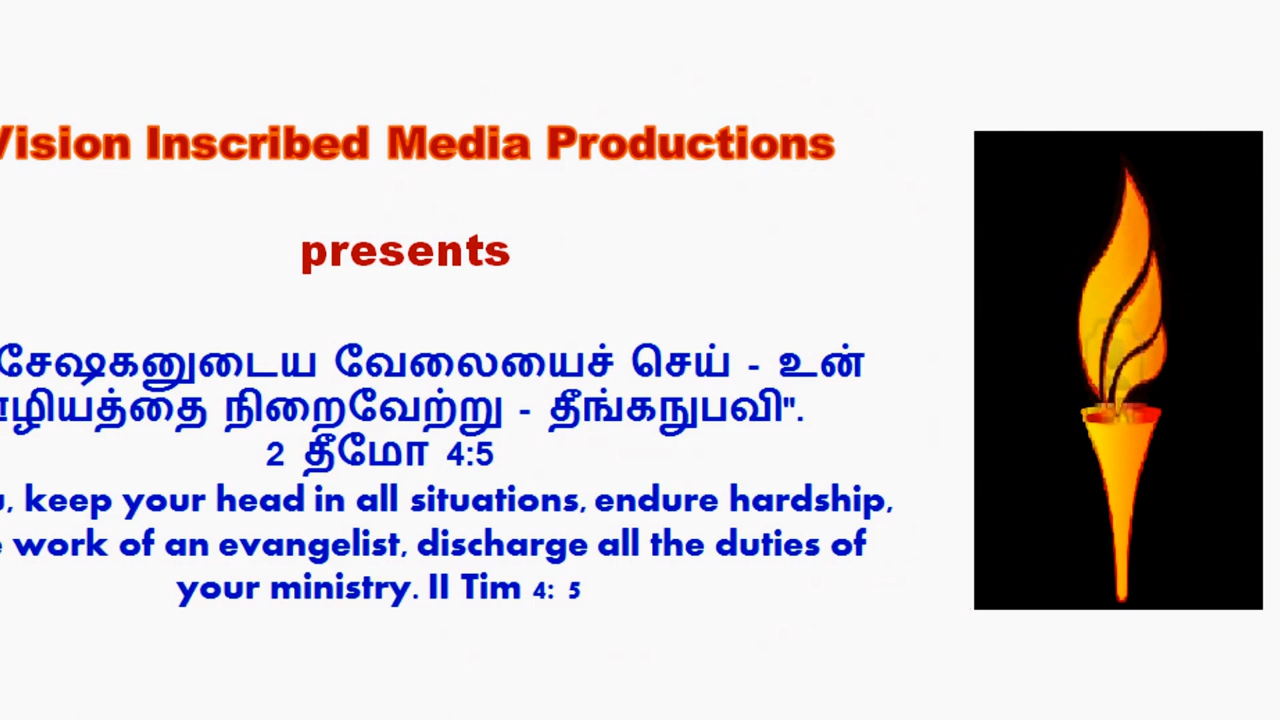 Vision Inscribed Media Productions
presents
சேஷகனுடைய வேலையைச் செய் - உன்
ழியத்தை நிறைவேற்று - தீங்கநுபவி".
2 தீமோ 4:5
keep your head in all situations, endure hardship,
work of an evangelist, discharge all the duties of
your ministry. II Tim 4: 5